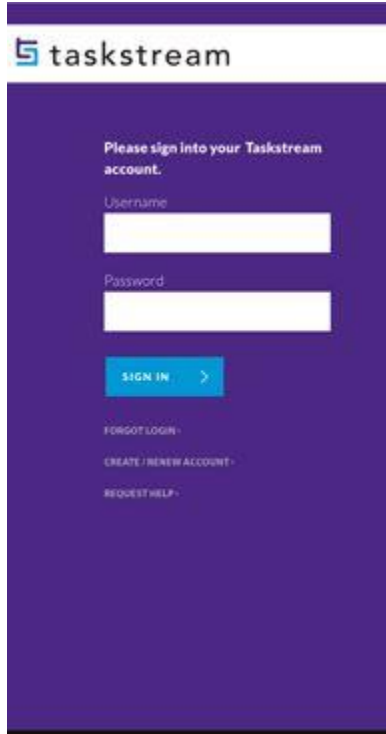 taskstream
Please sign into your Taskstream
account.
Username
Password
SIGN IN
FORGOT LOGIN ›
CREATE / RENEW ACCOUNT ›
REQUEST HELP ›